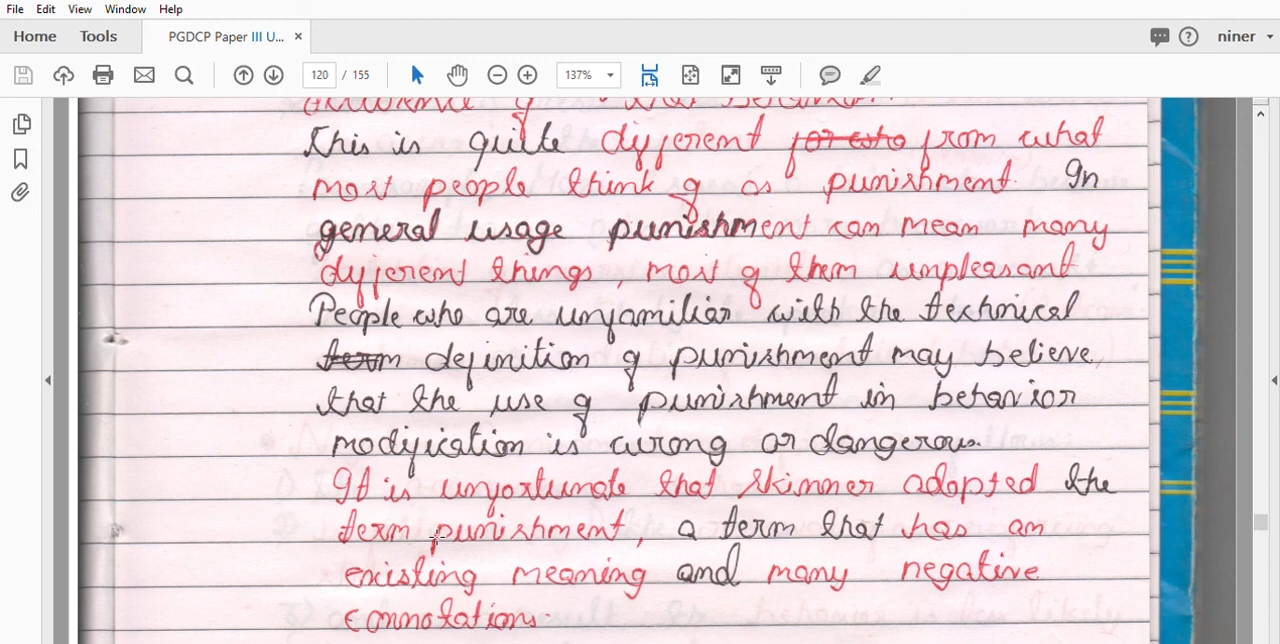 File Edit View Window Help
Home Tools PGDCP Paper III U... × niner
120 / 155 137%
This is quite different for who from what
most people think of as punishment. In
general usage punishment can mean many
different things, most of them unpleasant
People who are unfamiliar with the technical
term definition of punishment may believe
that the use of punishment in behavior
modification is wrong or dangerous.
It is unfortunate that skinner adopted the
term punishment, a term that has an
existing meaning and many negative
connotations.